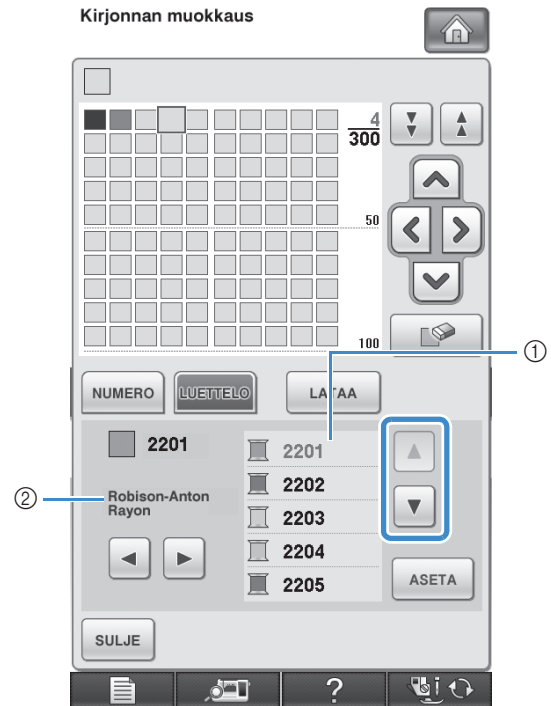 Kirjonnan muokkaus
4
300
50
100
①
NUMERO LUETTELO LATAA
2201
2201
2202
② Robison-Anton
Rayon
2203
2204
2205
ASETA
SULJE
?
i